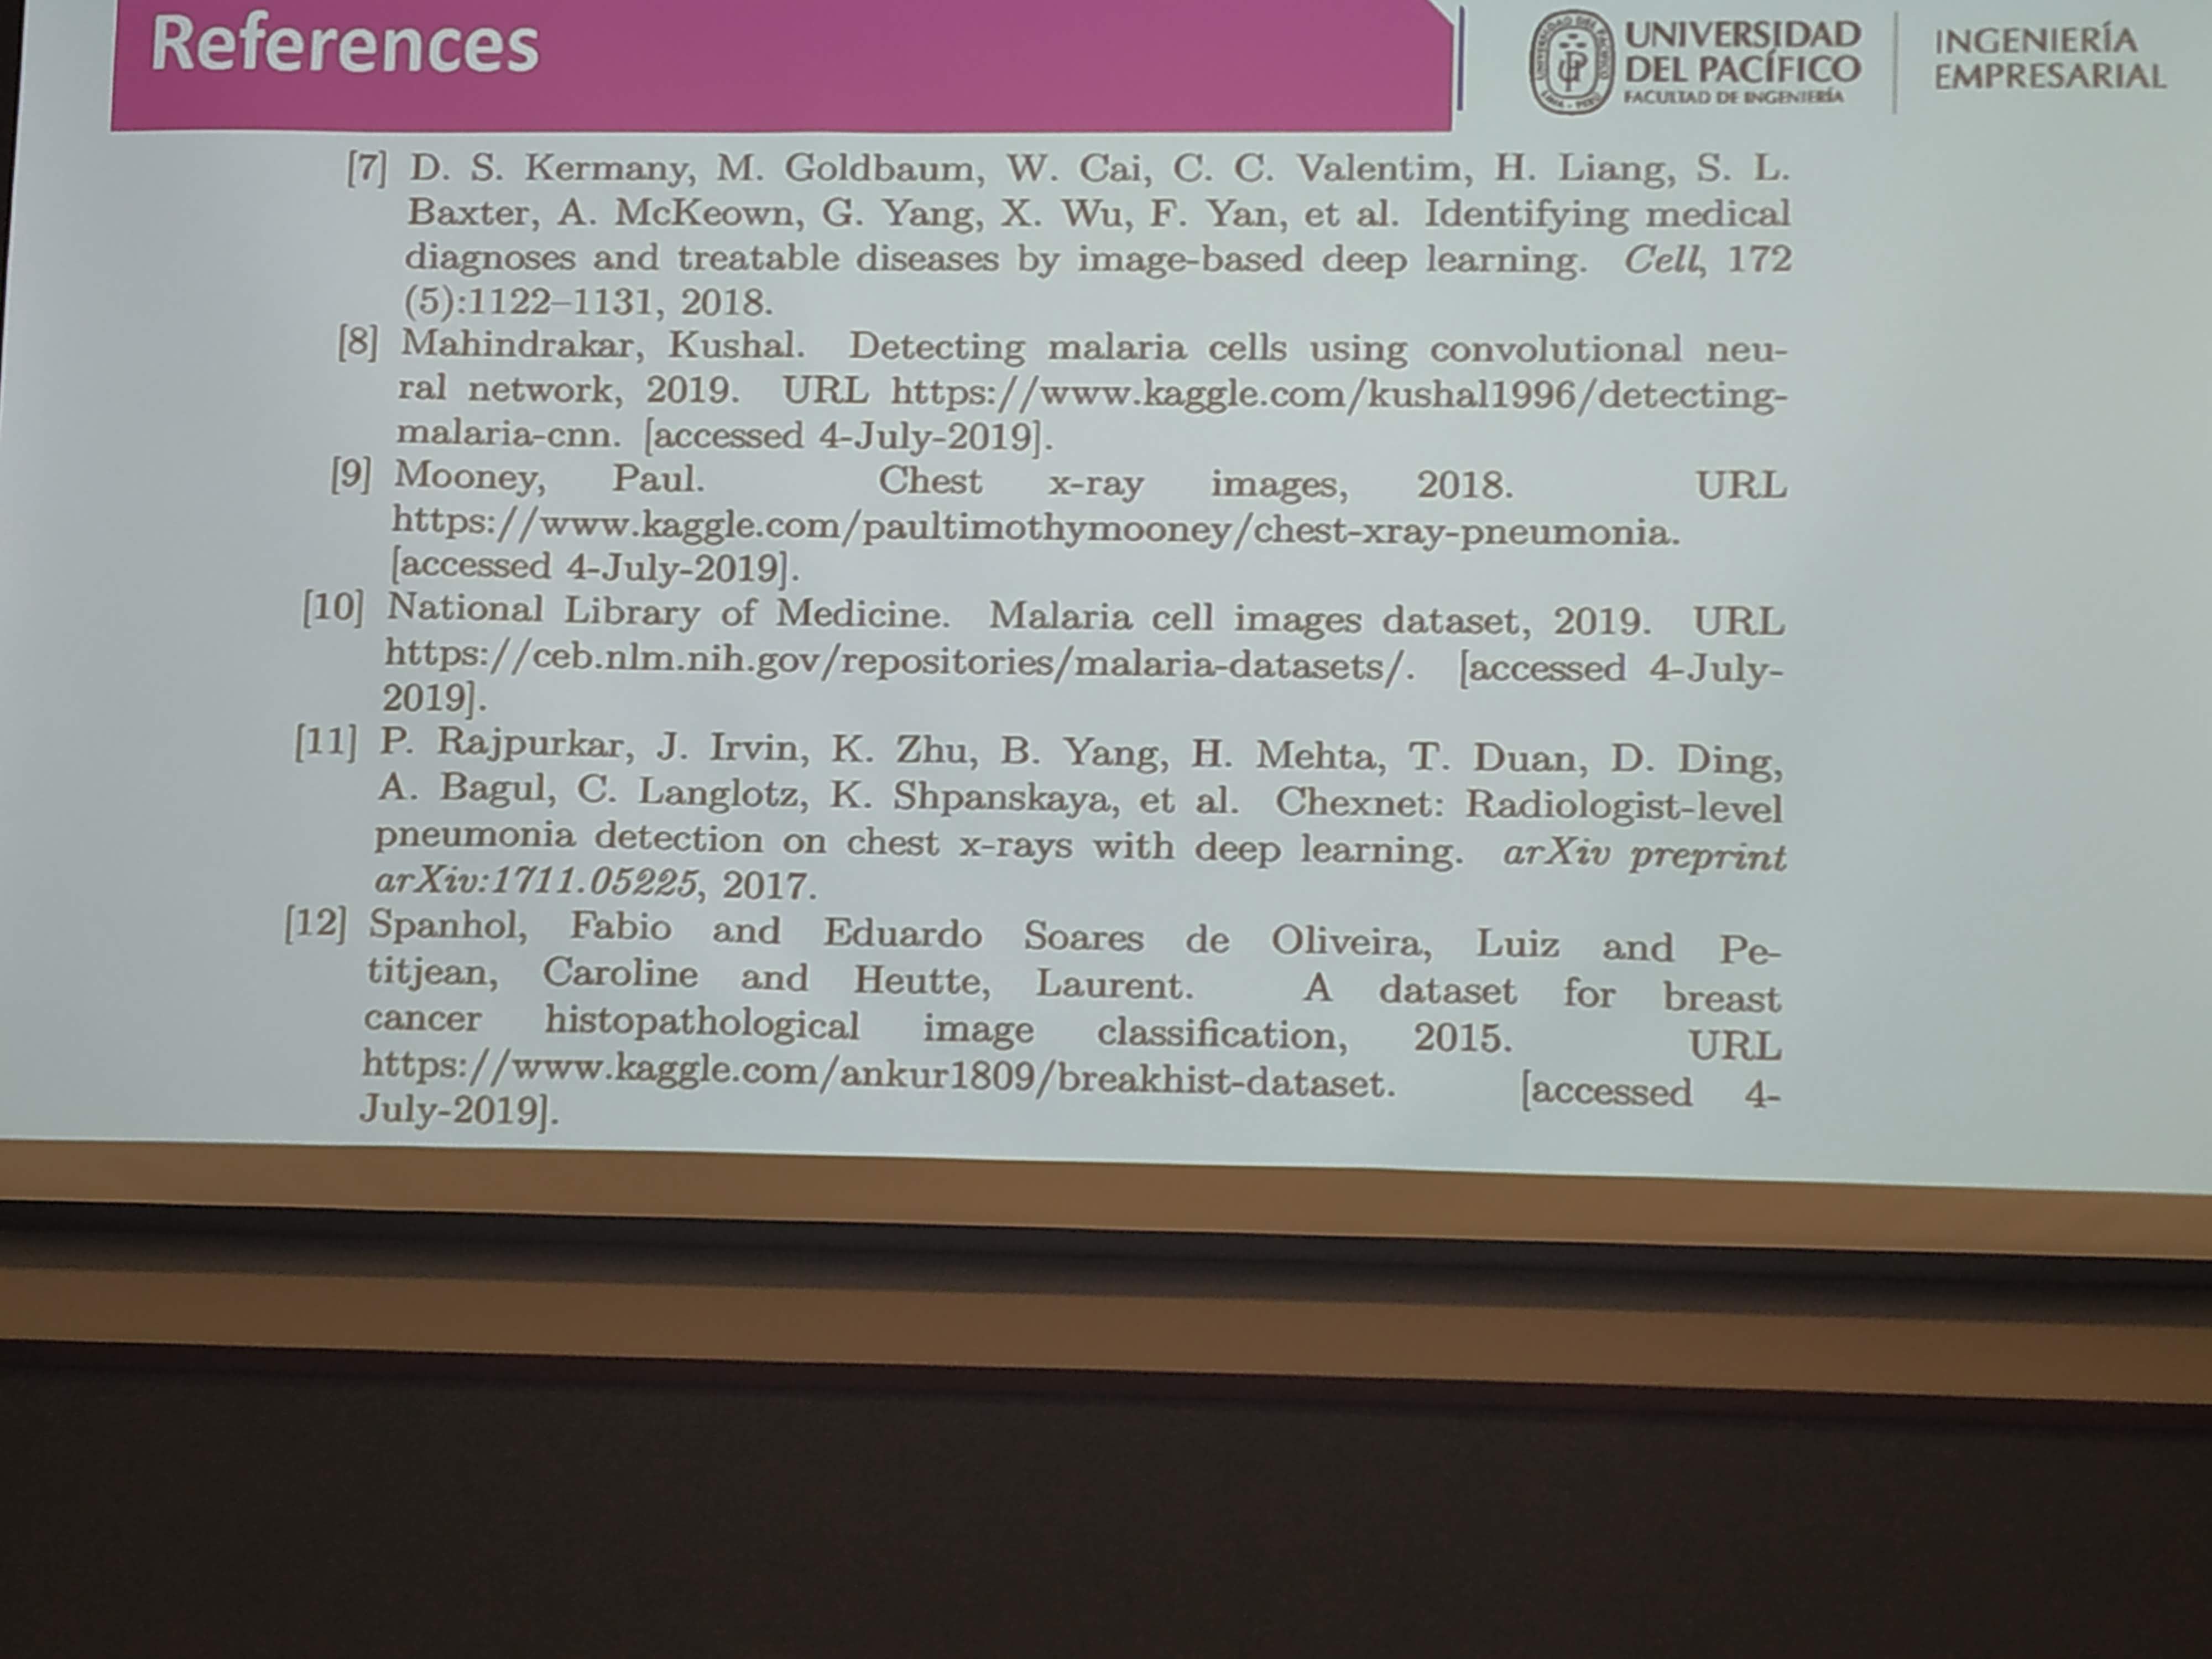 References
UNIVERSIDAD
DEL PACÍFICO
FACULTAD DE INGENIERÍA
INGENIERÍA
EMPRESARIAL
[7] D. S. Kermany, M. Goldbaum, W. Cai, C. C. Valentim, H. Liang, S. L.
Baxter, A. McKeown, G. Yang, X. Wu, F. Yan, et al. Identifying medical
diagnoses and treatable diseases by image-based deep learning. Cell, 172
(5):1122–1131, 2018.
[8] Mahindrakar, Kushal. Detecting malaria cells using convolutional neu-
ral network, 2019. URL https://www.kaggle.com/kushal1996/detecting-
malaria-cnn. [accessed 4-July-2019].
[9] Mooney, Paul. Chest x-ray images, 2018. URL
https://www.kaggle.com/paultimothymooney/chest-xray-pneumonia.
[accessed 4-July-2019].
[10] National Library of Medicine. Malaria cell images dataset, 2019. URL
https://ceb.nlm.nih.gov/repositories/malaria-datasets/. [accessed 4-July-
2019].
[11] P. Rajpurkar, J. Irvin, K. Zhu, B. Yang, H. Mehta, T. Duan, D. Ding,
A. Bagul, C. Langlotz, K. Shpanskaya, et al. Chexnet: Radiologist-level
pneumonia detection on chest x-rays with deep learning. arXiv preprint
arXiv:1711.05225, 2017.
[12] Spanhol, Fabio and Eduardo Soares de Oliveira, Luiz and Pe-
titjean, Caroline and Heutte, Laurent. A dataset for breast
cancer histopathological image classification, 2015. URL
https://www.kaggle.com/ankur1809/breakhist-dataset. [accessed 4-
July-2019].